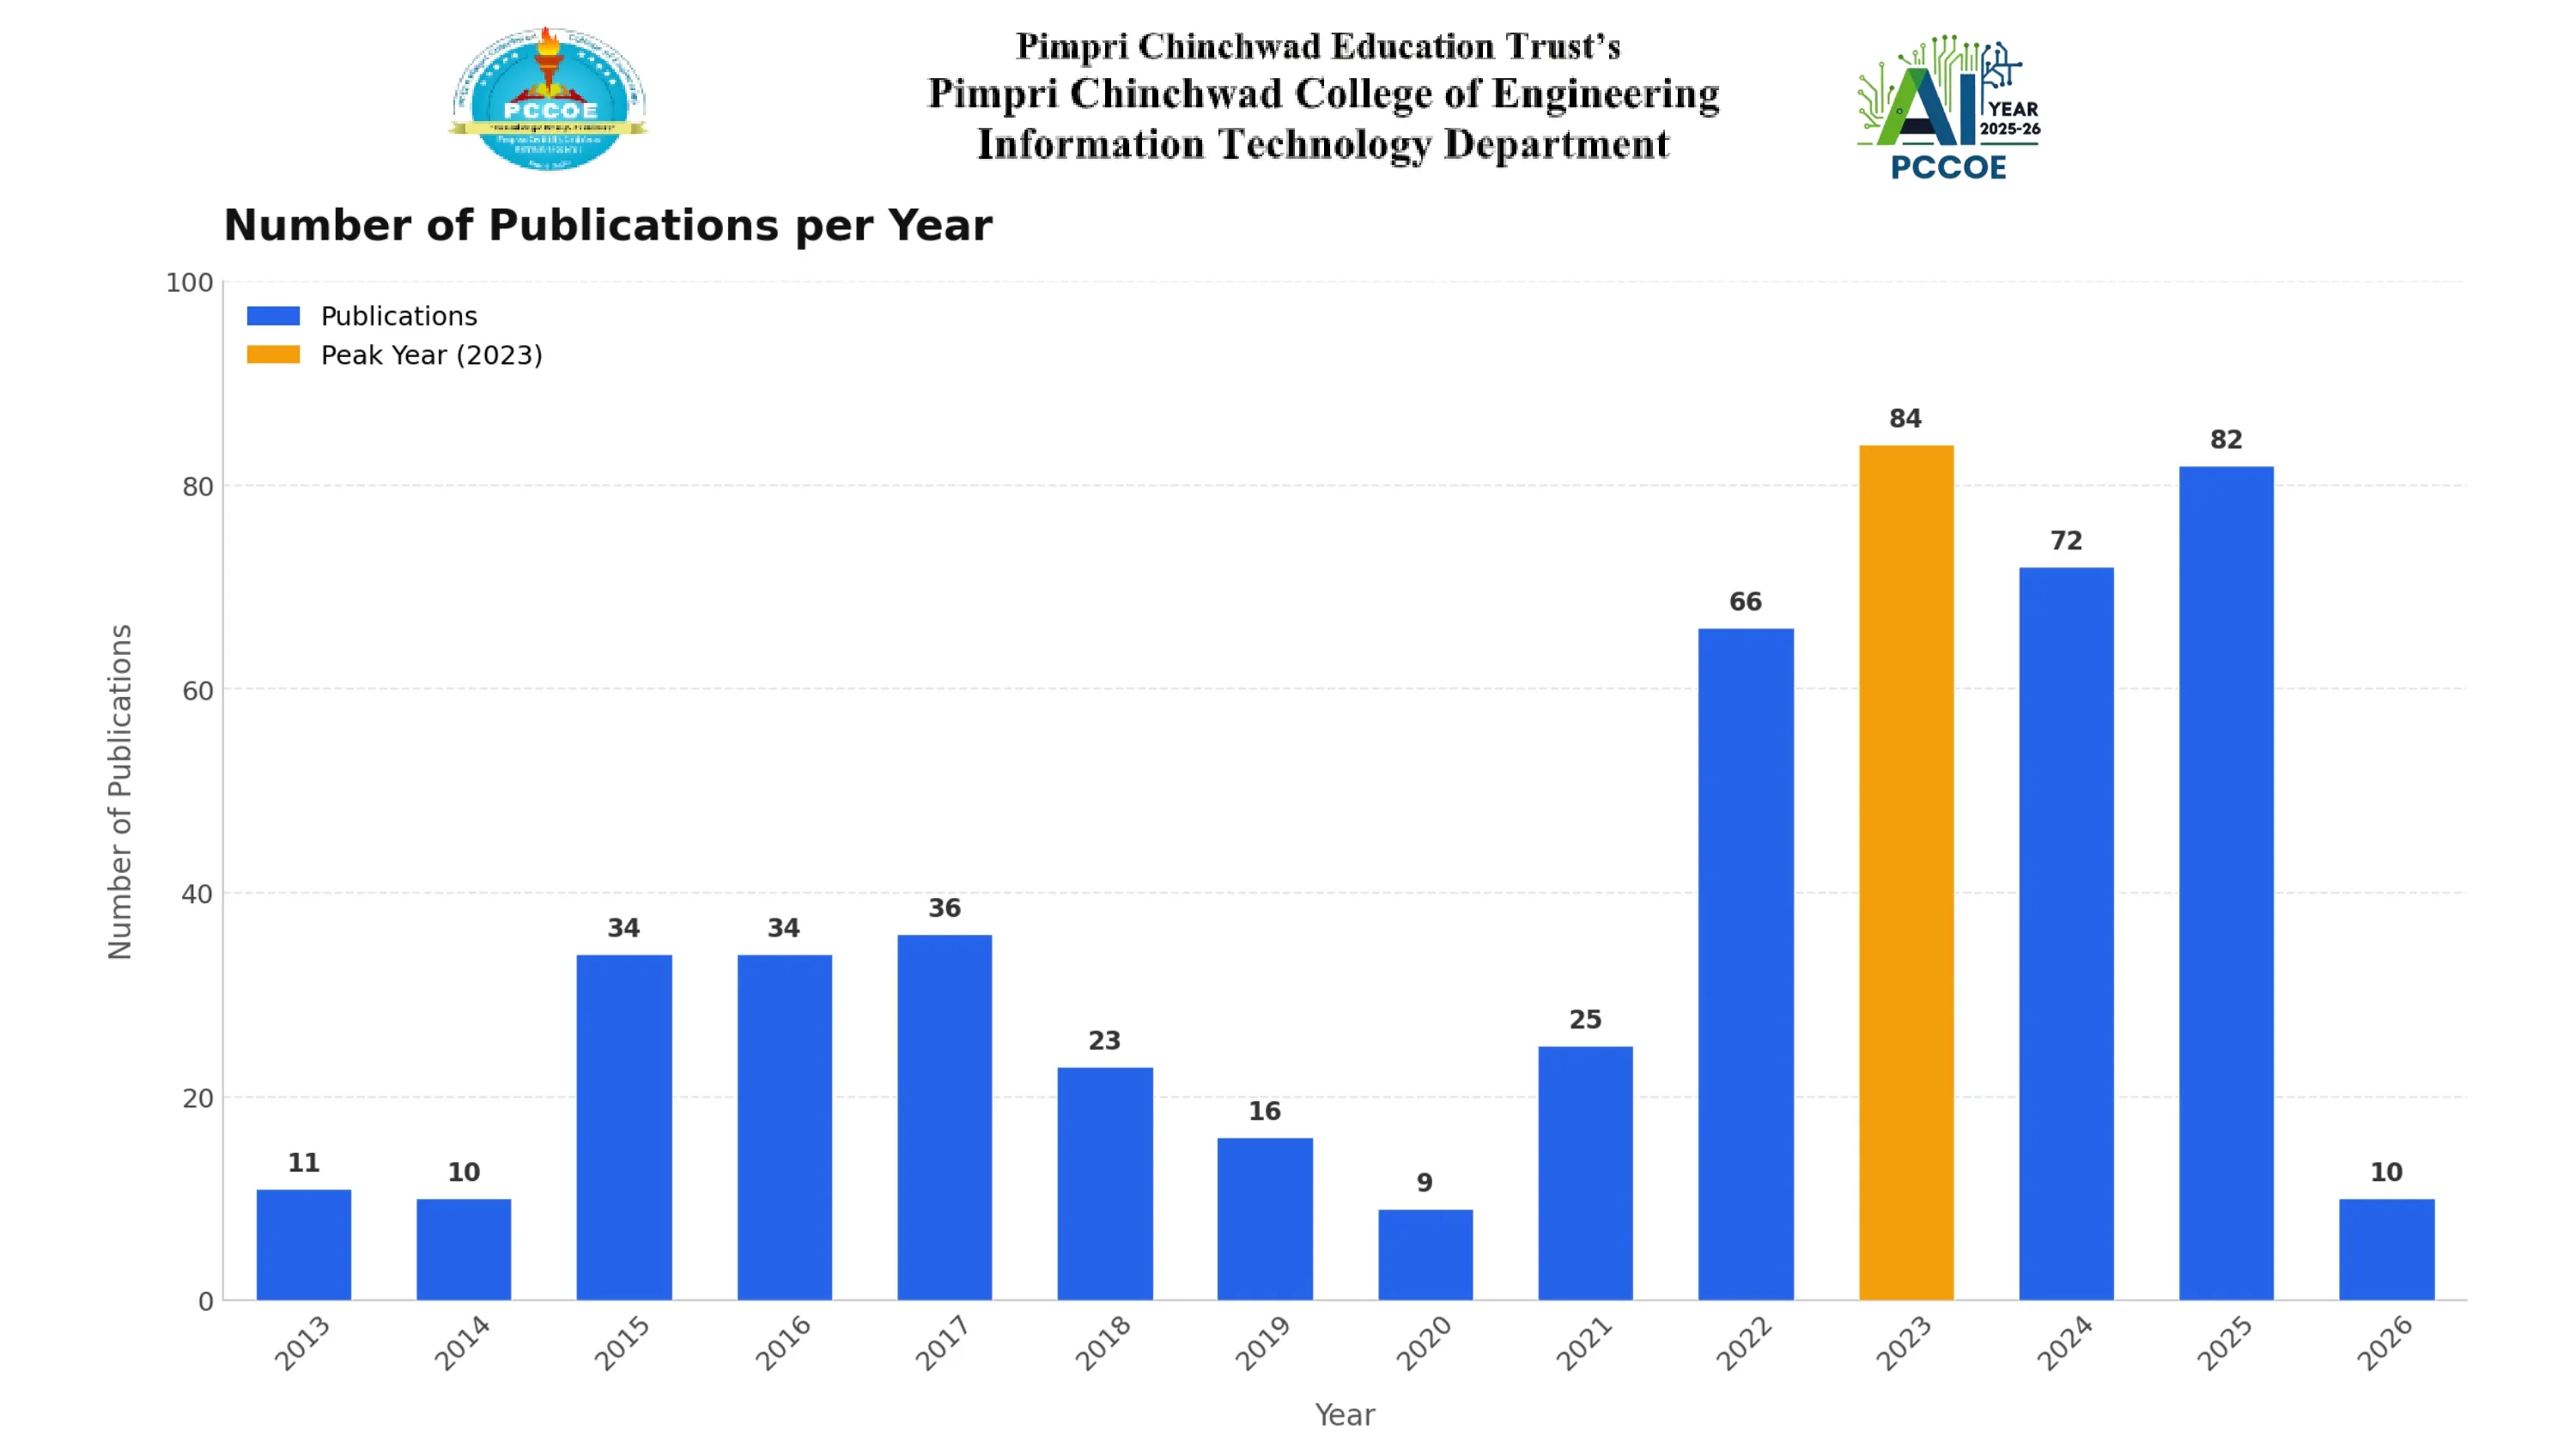 PCCOE
Pimpri Chinchwad Education Trust’s
Pimpri Chinchwad College of Engineering
Information Technology Department
AI
YEAR
2025-26
PCCOE
Number of Publications per Year
Publications
Peak Year (2023)
Number of Publications
100
80
60
40
20
0
11
10
34
34
36
23
16
9
25
66
84
72
82
10
2013
2014
2015
2016
2017
2018
2019
2020
2021
2022
2023
2024
2025
2026
Year